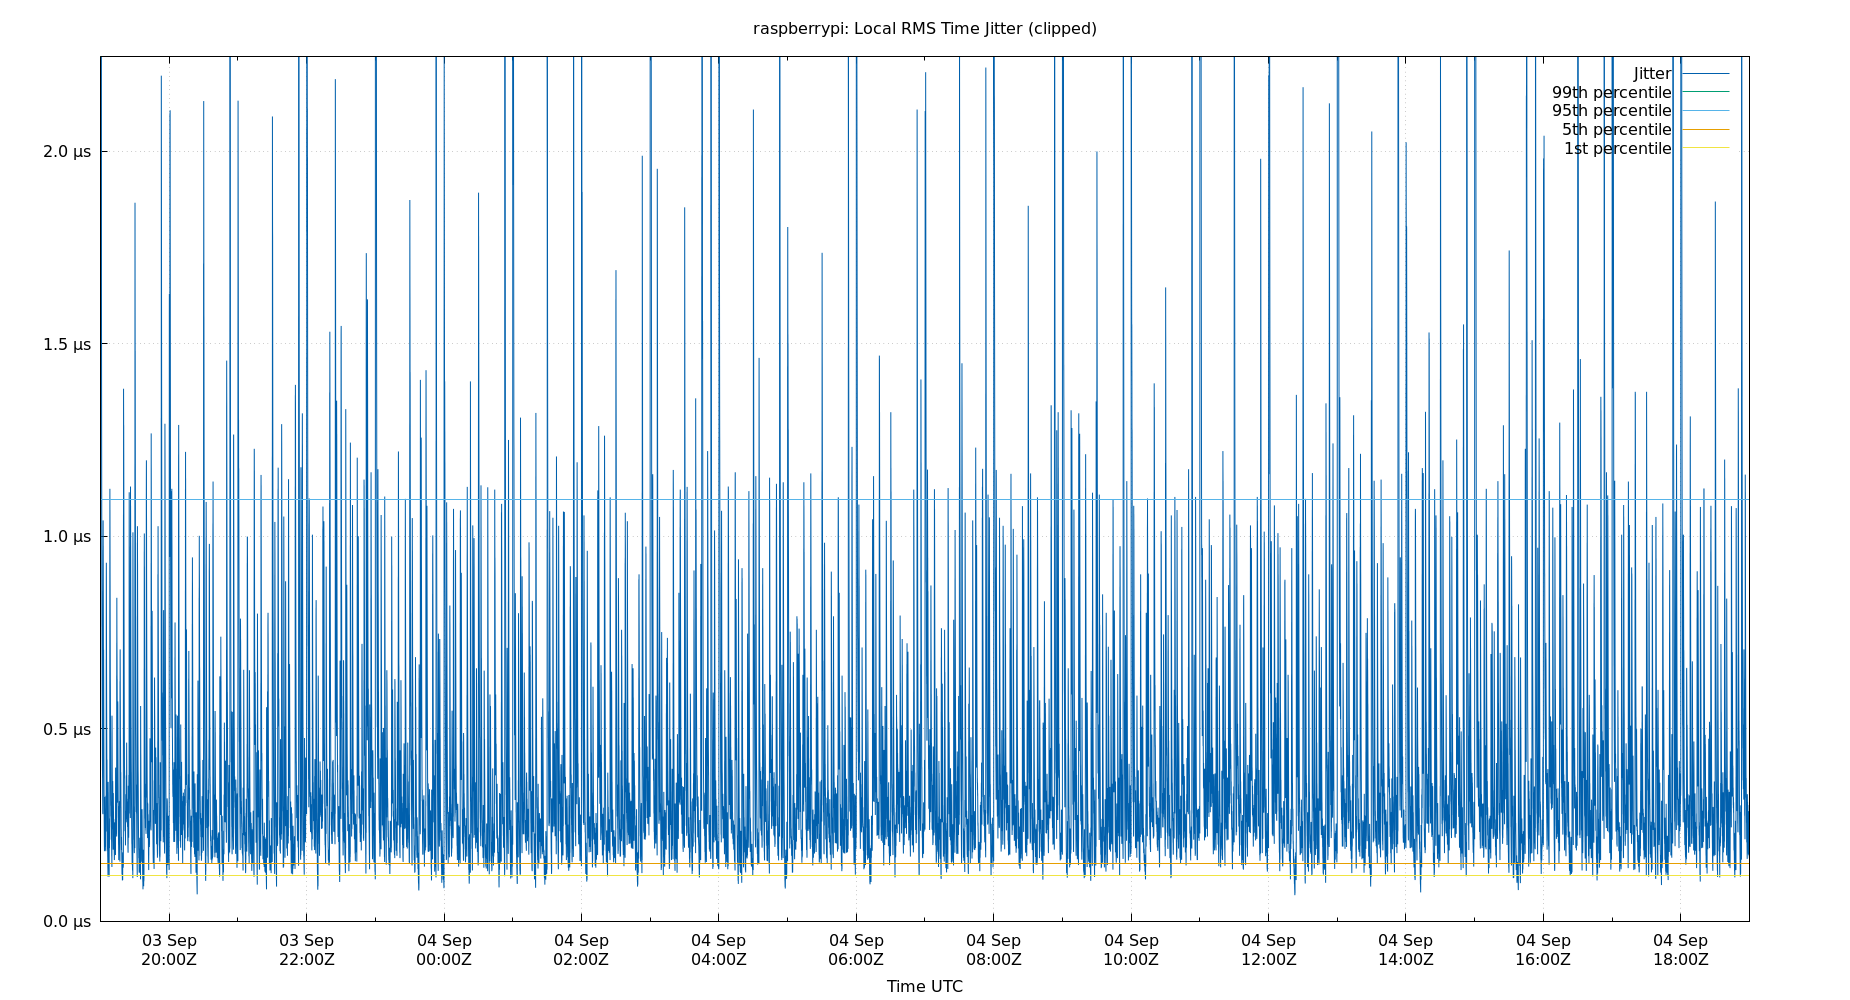 raspberrypi: Local RMS Time Jitter (clipped)
Jitter
99th percentile
95th percentile
5th percentile
1st percentile
2.0 µs
1.5 µs
1.0 µs
0.5 µs
0.0 µs
03 Sep 03 Sep 04 Sep 04 Sep 04 Sep 04 Sep 04 Sep 04 Sep 04 Sep 04 Sep 04 Sep 04 Sep
20:00Z 22:00Z 00:00Z 02:00Z 04:00Z 06:00Z 08:00Z 10:00Z 12:00Z 14:00Z 16:00Z 18:00Z
Time UTC